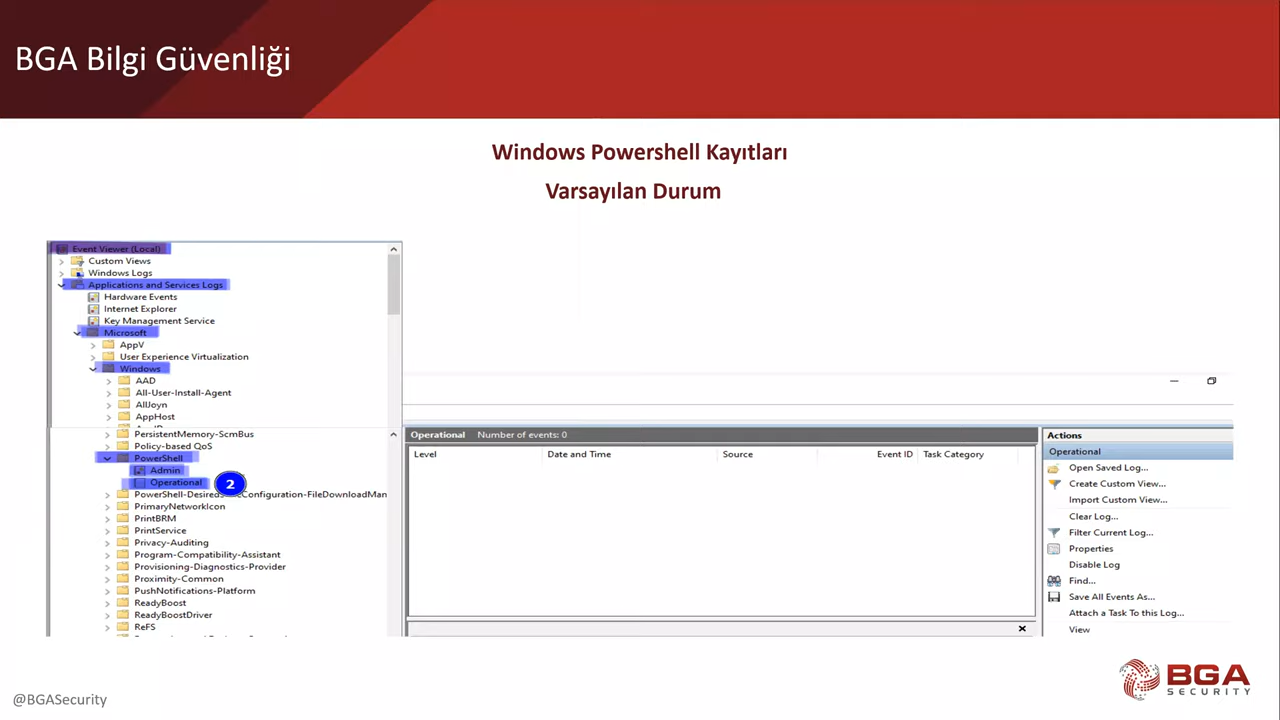 BGA Bilgi Güvenliği
Windows Powershell Kayıtları
Varsayılan Durum
Event Viewer (Local)
Custom Views
Windows Logs
Applications and Services Logs
Hardware Events
Internet Explorer
Key Management Service
Microsoft
AppV
User Experience Virtualization
Windows
AAD
All-User-Install-Agent
AllJoyn
AppHost
PersistentMemory-ScmBus
Policy-based QoS
PowerShell
Admin
Operational
2
PrimaryNetworkIcon
PrintBRM
PrintService
Privacy-Auditing
Program-Compatibility-Assistant
Provisioning-Diagnostics-Provider
Proximity-Common
PushNotifications-Platform
ReadyBoost
ReadyBoostDriver
ReFS
Operational Number of events: 0
Level Date and Time Source Event ID Task Category
Actions
Operational
Open Saved Log...
Create Custom View...
Import Custom View...
Clear Log...
Filter Current Log...
Properties
Disable Log
Find...
Save All Events As...
Attach a Task To this Log...
View
@BGASecurity
BGA
SECURITY